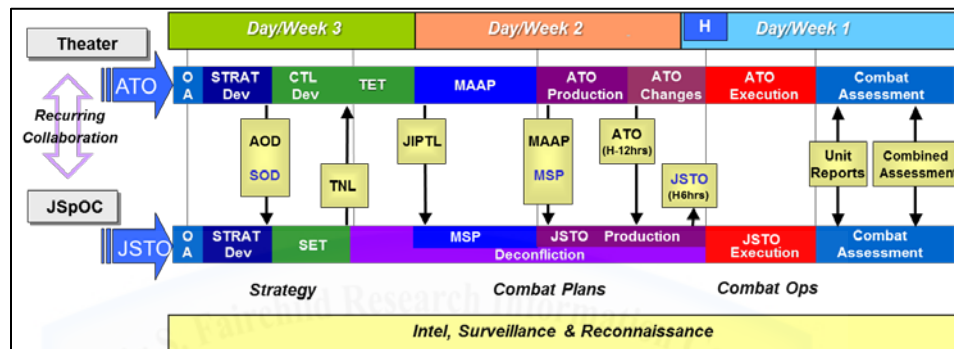 Day/Week 3
Day/Week 2
H
Day/Week 1
Theater
ATO
O
A
STRAT
Dev
CTL
Dev
TET
MAAP
ATO
Production
ATO
Changes
ATO
Execution
Combat
Assessment
Recurring
Collaboration
AOD
SOD
TNL
JIPTL
MAAP
MSP
ATO
(H-12hrs)
JSTO
(H6hrs)
Unit
Reports
Combined
Assessment
JSpOC
JSTO
O
A
STRAT
Dev
SET
MSP
JSTO Production
Deconfliction
JSTO
Execution
Combat
Assessment
Strategy
Combat Plans
Combat Ops
S. Fairchild Research Information
Intel, Surveillance & Reconnaissance